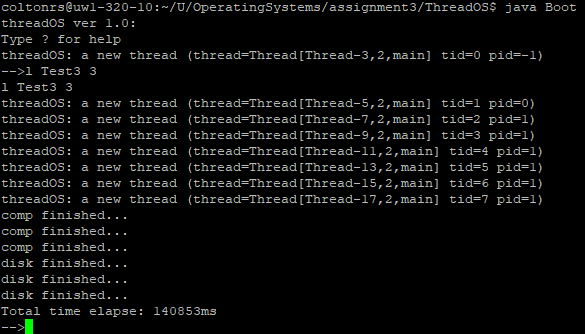 coltonrs@uw1-320-10:~/U/OperatingSystems/assignment3/ThreadOS$ java Boot
threadOS ver 1.0:
Type ? for help
threadOS: a new thread (thread=Thread[Thread-3,2,main] tid=0 pid=-1)
-->l Test3 3
l Test3 3
threadOS: a new thread (thread=Thread[Thread-5,2,main] tid=1 pid=0)
threadOS: a new thread (thread=Thread[Thread-7,2,main] tid=2 pid=1)
threadOS: a new thread (thread=Thread[Thread-9,2,main] tid=3 pid=1)
threadOS: a new thread (thread=Thread[Thread-11,2,main] tid=4 pid=1)
threadOS: a new thread (thread=Thread[Thread-13,2,main] tid=5 pid=1)
threadOS: a new thread (thread=Thread[Thread-15,2,main] tid=6 pid=1)
threadOS: a new thread (thread=Thread[Thread-17,2,main] tid=7 pid=1)
comp finished...
comp finished...
comp finished...
disk finished...
disk finished...
disk finished...
Total time elapse: 140853ms
-->